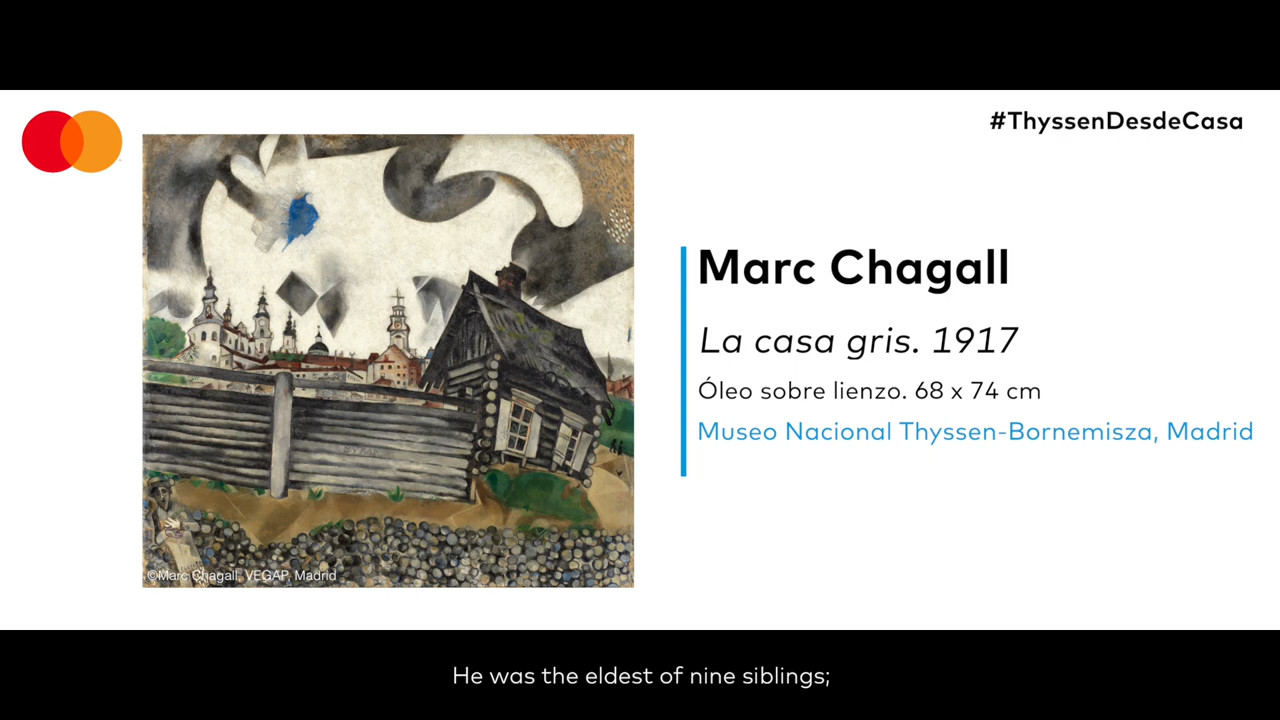 #ThyssenDesdeCasa
Marc Chagall
La casa gris. 1917
Óleo sobre lienzo. 68 x 74 cm
Museo Nacional Thyssen-Bornemisza, Madrid
©Marc Chagall, VEGAP, Madrid
He was the eldest of nine siblings;